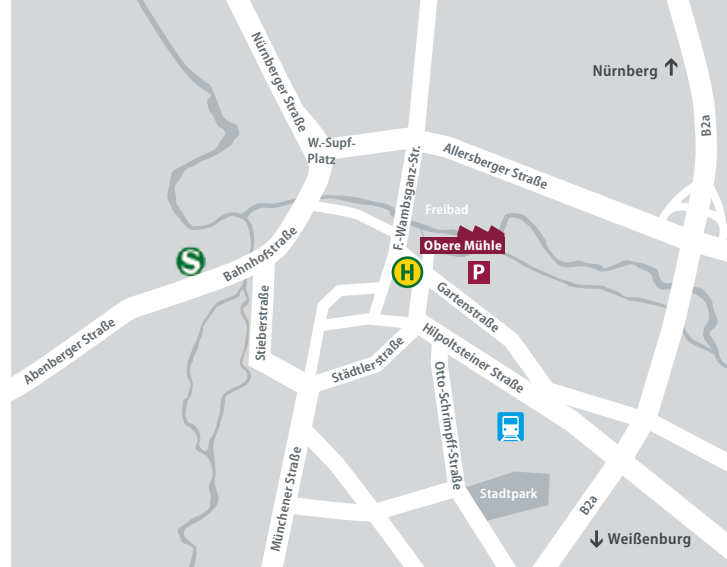 Nürnberger Straße
Nürnberg
B2a
W.-Supf-
Platz
Allersberger Straße
F.-Wambsganz-Str.
Freibad
Obere Mühle
S
Bahnhofstraße
H
P
Gartenstraße
Stieberstraße
Abenberger Straße
Hilpoltsteiner Straße
Städtlerstraße
Otto-Schrimpff-Straße
Münchener Straße
Stadtpark
B2a
Weißenburg